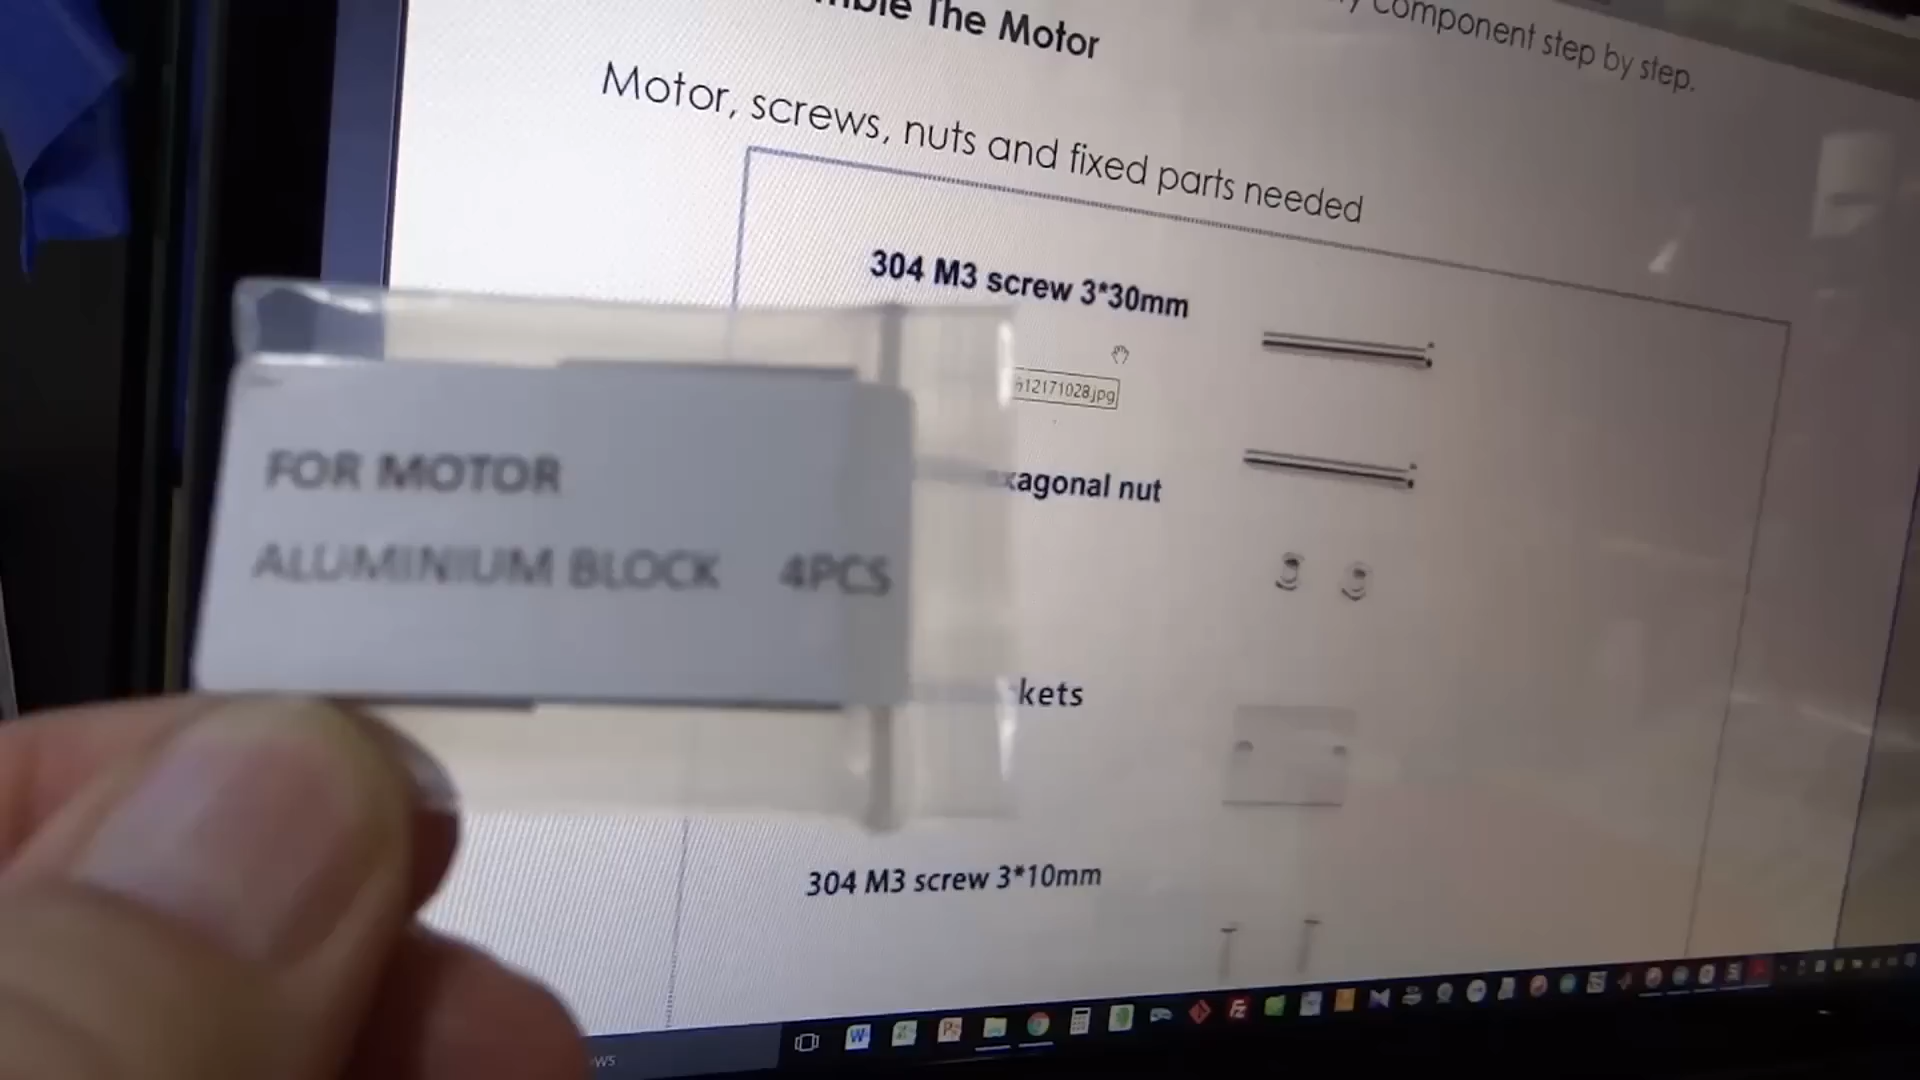 The Motor
component step by step.
Motor, screws, nuts and fixed parts needed
304 M3 screw 3*30mm
12171028.jpg
xagonal nut
FOR MOTOR
ALUMINIUM BLOCK 4PCS
kets
304 M3 screw 3*10mm
ws